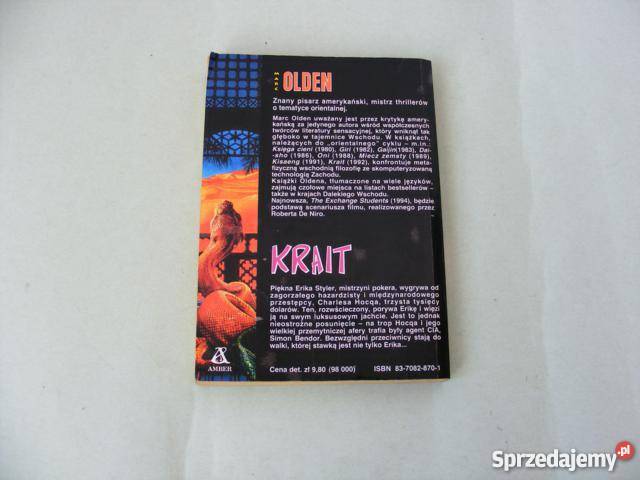 MARC
OLDEN
Znany pisarz amerykański, mistrz thrillerów
o tematyce orientalnej.
Marc Olden uważany jest przez krytykę amery-
kańską za jedynego autora wśród współczesnych
twórców literatury sensacyjnej, który wniknął tak
głęboko w tajemnice Wschodu. W książkach,
należących do „orientalnego" cyklu – m.in.:
Księga cieni (1980), Giri (1982), Gaijin(1983), Dai-
-sho (1986), Oni (1988), Miecz zemsty (1989),
Kisaeng (1991), Krait (1992), konfrontuje meta-
fizyczną wschodnią filozofię ze skomputeryzowaną
technologią Zachodu.
Książki Oldena, tłumaczone na wiele języków,
zajmują czołowe miejsca na listach bestsellerów –
także w krajach Dalekiego Wschodu.
Najnowsza, The Exchange Students (1994), będzie
podstawą scenariusza filmu, realizowanego przez
Roberta De Niro.
KRAIT
Piękna Erika Styler, mistrzyni pokera, wygrywa od
zagorzałego hazardzisty i międzynarodowego
przestępcy, Charlesa Hocqa, trzysta tysięcy
dolarów. Ten, rozwścieczony, porywa Erikę i więzi
ją na swym luksusowym jachcie. Jest to jednak
nieostrożne posunięcie – na trop Hocqa i jego
wielkiej przemytniczej afery trafia były agent CIA,
Simon Bendor. Bezwzględni przeciwnicy stają do
walki, której stawką jest nie tylko Erika...
AMBER
Cena det. zł 9,80 (98 000)
ISBN 83-7082-870-1
Sprzedajemy.pl